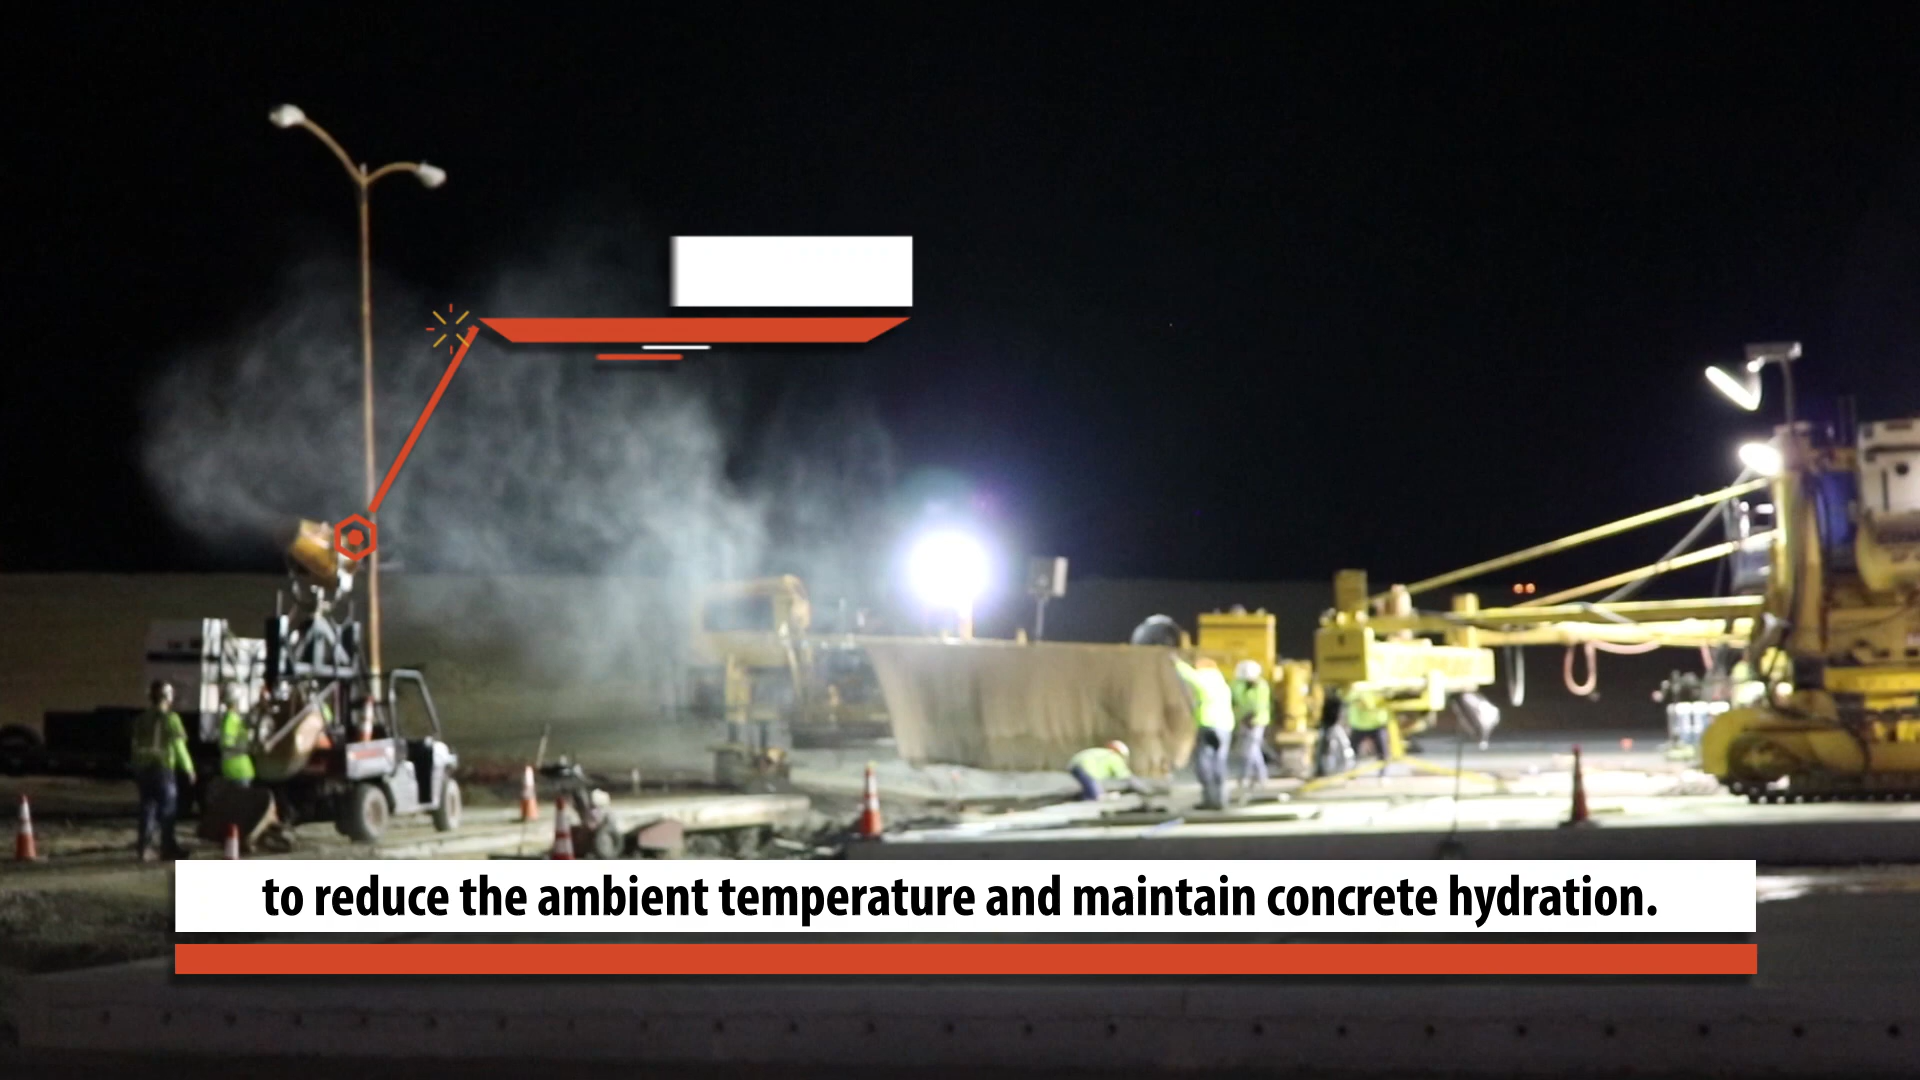 to reduce the ambient temperature and maintain concrete hydration.